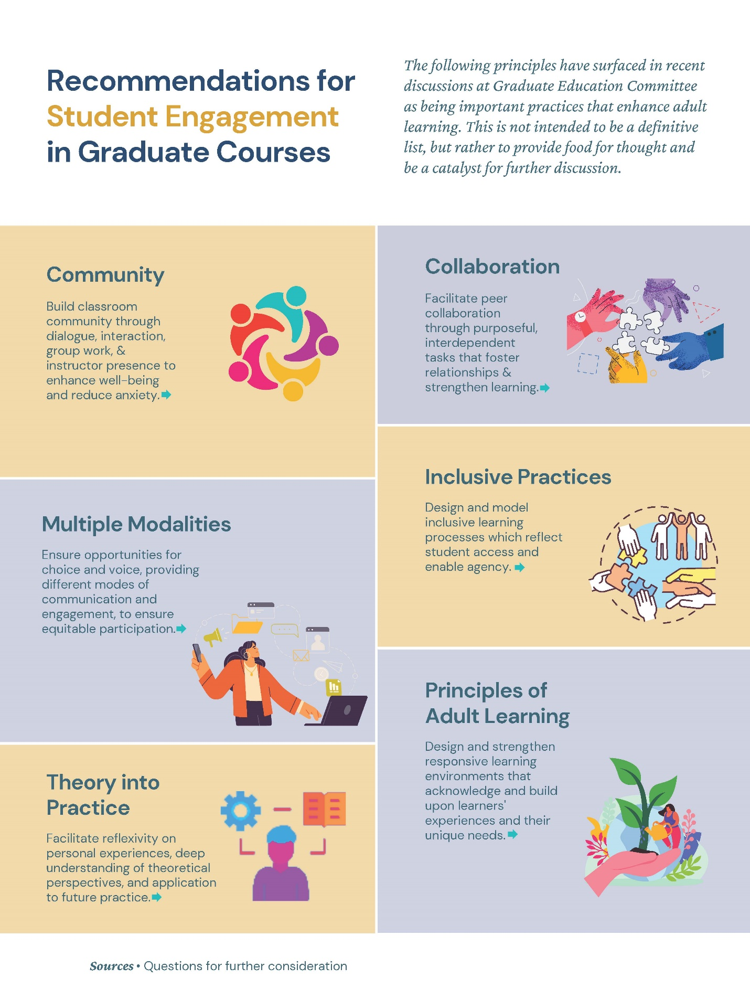 Recommendations for
Student Engagement
in Graduate Courses
The following principles have surfaced in recent
discussions at Graduate Education Committee
as being important practices that enhance adult
learning. This is not intended to be a definitive
list, but rather to provide food for thought and
be a catalyst for further discussion.
Community
Build classroom
community through
dialogue, interaction,
group work, &
instructor presence to
enhance well-being
and reduce anxiety.
Collaboration
Facilitate peer
collaboration
through purposeful,
interdependent
tasks that foster
relationships &
strengthen learning.
Multiple Modalities
Ensure opportunities for
choice and voice, providing
different modes of
communication and
engagement, to ensure
equitable participation.
Inclusive Practices
Design and model
inclusive learning
processes which reflect
student access and
enable agency.
Theory into
Practice
Facilitate reflexivity on
personal experiences, deep
understanding of theoretical
perspectives, and application
to future practice.
Principles of
Adult Learning
Design and strengthen
responsive learning
environments that
acknowledge and build
upon learners'
experiences and their
unique needs.
Sources • Questions for further consideration